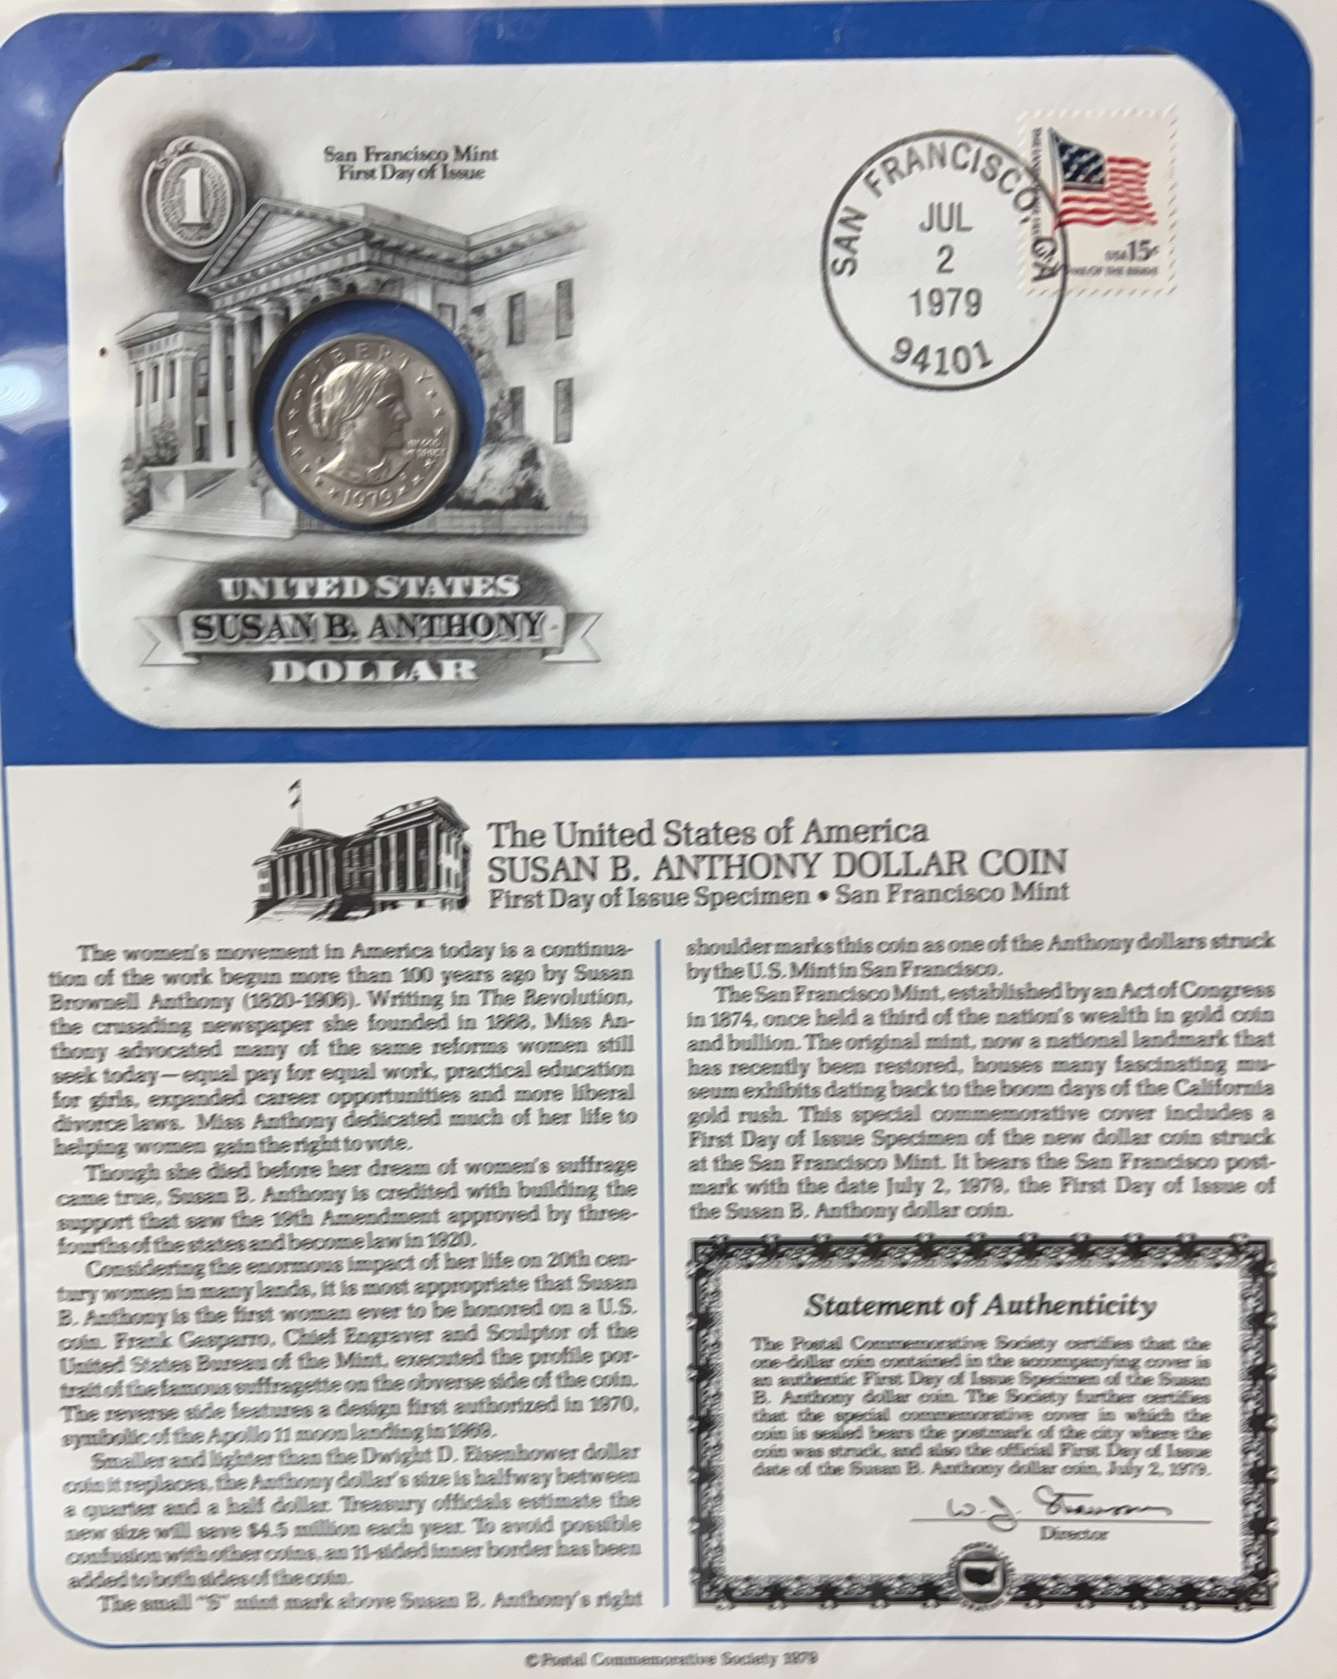 1
San Francisco Mint
First Day of Issue
LIBERTY
IN GOD
WE TRUST
1979
UNITED STATES
SUSAN B. ANTHONY
DOLLAR
SAN FRANCISCO, CA
JUL
2
1979
94101
USA 15c
The United States of America
SUSAN B. ANTHONY DOLLAR COIN
First Day of Issue Specimen • San Francisco Mint
The women's movement in America today is a continua-
tion of the work begun more than 100 years ago by Susan
Brownell Anthony (1820-1906). Writing in The Revolution,
the crusading newspaper she founded in 1868, Miss An-
thony advocated many of the same reforms women still
seek today—equal pay for equal work, practical education
for girls, expanded career opportunities and more liberal
divorce laws. Miss Anthony dedicated much of her life to
helping women gain the right to vote.
Though she died before her dream of women's suffrage
came true, Susan B. Anthony is credited with building the
support that saw the 19th Amendment approved by three-
fourths of the states and become law in 1920.
Considering the enormous impact of her life on 20th cen-
tury women in many lands, it is most appropriate that Susan
B. Anthony is the first woman ever to be honored on a U.S.
coin. Frank Gasparro, Chief Engraver and Sculptor of the
United States Bureau of the Mint, executed the profile por-
trait of the famous suffragette on the obverse side of the coin.
The reverse side features a design first authorized in 1970,
symbolic of the Apollo 11 moon landing in 1969.
Smaller and lighter than the Dwight D. Eisenhower dollar
coin it replaces, the Anthony dollar's size is halfway between
a quarter and a half dollar. Treasury officials estimate the
new size will save $4.5 million each year. To avoid possible
confusion with other coins, an 11-sided inner border has been
added to both sides of the coin.
The small "S" mint mark above Susan B. Anthony's right
shoulder marks this coin as one of the Anthony dollars struck
by the U.S. Mint in San Francisco.
The San Francisco Mint, established by an Act of Congress
in 1874, once held a third of the nation's wealth in gold coin
and bullion. The original mint, now a national landmark that
has recently been restored, houses many fascinating mu-
seum exhibits dating back to the boom days of the California
gold rush. This special commemorative cover includes a
First Day of Issue Specimen of the new dollar coin struck
at the San Francisco Mint. It bears the San Francisco post-
mark with the date July 2, 1979, the First Day of Issue of
the Susan B. Anthony dollar coin.
Statement of Authenticity
The Postal Commemorative Society certifies that the
one-dollar coin contained in the accompanying cover is
an authentic First Day of Issue Specimen of the Susan
B. Anthony dollar coin. The Society further certifies
that the special commemorative cover in which the
coin is sealed bears the postmark of the city where the
coin was struck, and also the official First Day of Issue
date of the Susan B. Anthony dollar coin, July 2, 1979.
W. J.
Director
© Postal Commemorative Society 1979